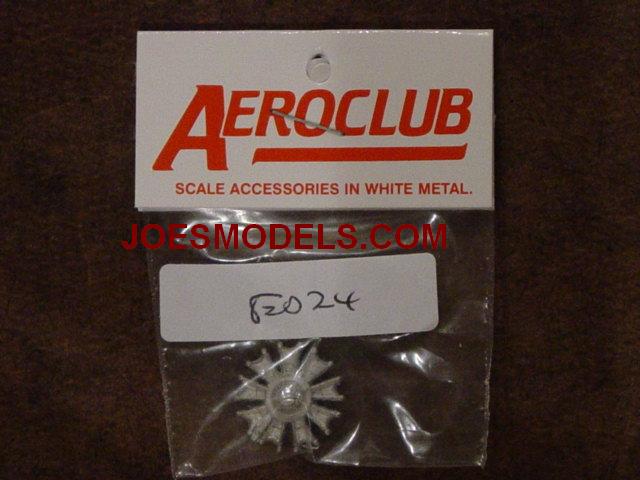 AEROCLUB
SCALE ACCESSORIES IN WHITE METAL.
JOESMODELS.COM
E024